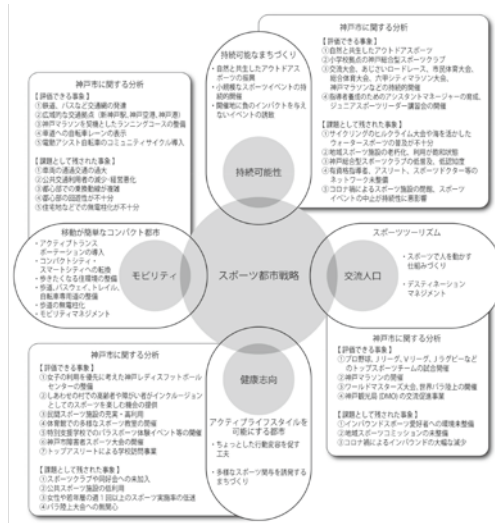 持続可能なまちづくり
・自然と共生したアウトドアスポーツ
の振興
・小規模なスポーツイベントの持続
的開催
・開催地に負のインパクトを与えな
いイベントの誘致
持続可能性
神戸市に関する分析
【評価できる事象】
①自然と共生したアウトドアスポーツ
②小学校拠点の神戸総合型スポーツクラブ
③交流大会、あじさいロードレース、市民体育大会、
総合体育大会、六甲シティマラソン大会、
神戸マラソンなどの持続的開催
④指導者養成のためのアシスタントマネジャーの育成、
ジュニアスポーツリーダー講習会の開催
【課題として残された事象】
①サイクリングのヒルクライム大会や海を活かした
ウォータースポーツの普及が不十分
②地域スポーツ施設の老朽化、利用が飽和状態
③神戸総合型スポーツクラブの低普及、低認知度
④有資格指導者、アスリート、スポーツドクター等の
ネットワーク未整備
⑤コロナ禍によるスポーツ施設の閉館、スポーツ
イベントの中止が持続性に悪影響
神戸市に関する分析
【評価できる事象】
①鉄道、バスなど交通網の発達
②広域的な交通拠点（新神戸駅、神戸空港、神戸港）
③神戸マラソンを契機としたランニングコースの整備
④車道への自転車レーンの表示
⑤電動アシスト自転車のコミュニティサイクル導入
【課題として残された事象】
①車両の通過交通の過大
②公共交通利用者の減少・経営悪化
③都心部での乗換動線が複雑
④都心部の回遊性が不十分
⑤住宅地などでの無電柱化が不十分
移動が簡単なコンパクト都市
・アクティブトランス
ポーテーションの導入
・コンパクトシティ・
スマートシティへの転換
・歩きたくなる住環境の整備
・歩道、バスウェイ、トレイル、
自転車専用道の整備
・歩道の無電柱化
・モビリティマネジメント
モビリティ
スポーツ都市戦略
交流人口
スポーツツーリズム
・スポーツで人を動かす
仕組みづくり
・デスティネーション
マネジメント
神戸市に関する分析
【評価できる事象】
①女子の利用を優先に考えた神戸レディスフットボール
センターの整備
②しあわせの村での高齢者や障がい者がインクルージョン
としてのスポーツを楽しむ機会の提供
③民間スポーツ施設の充実・高利用
④体育館での多様なスポーツ教室の開催
⑤特別支援学校でのパラスポーツ体験イベント等の開催
⑥神戸市障害者スポーツ大会の開催
⑦トップアスリートによる学校訪問事業
【課題として残された事象】
①スポーツクラブや同好会への未加入
②公共スポーツ施設の低利用
③女性や若年層の週1回以上のスポーツ実施率の低迷
④パラ陸上大会への無関心
健康志向
アクティブライフスタイルを
可能にする都市
・ちょっとした行動変容を促す
工夫
・多様なスポーツ関与を誘発する
まちづくり
神戸市に関する分析
【評価できる事象】
①プロ野球、Jリーグ、Vリーグ、Jラグビーなど
のトップスポーツチームの試合開催
②神戸マラソンの開催
③ワールドマスターズ大会、世界パラ陸上の開催
④神戸観光局（DMO）の交流促進事業
【課題として残された事象】
①インバウンドスポーツ愛好者への環境未整備
②地域スポーツコミッションの未整備
③コロナ禍によるインバウンドの大幅な減少